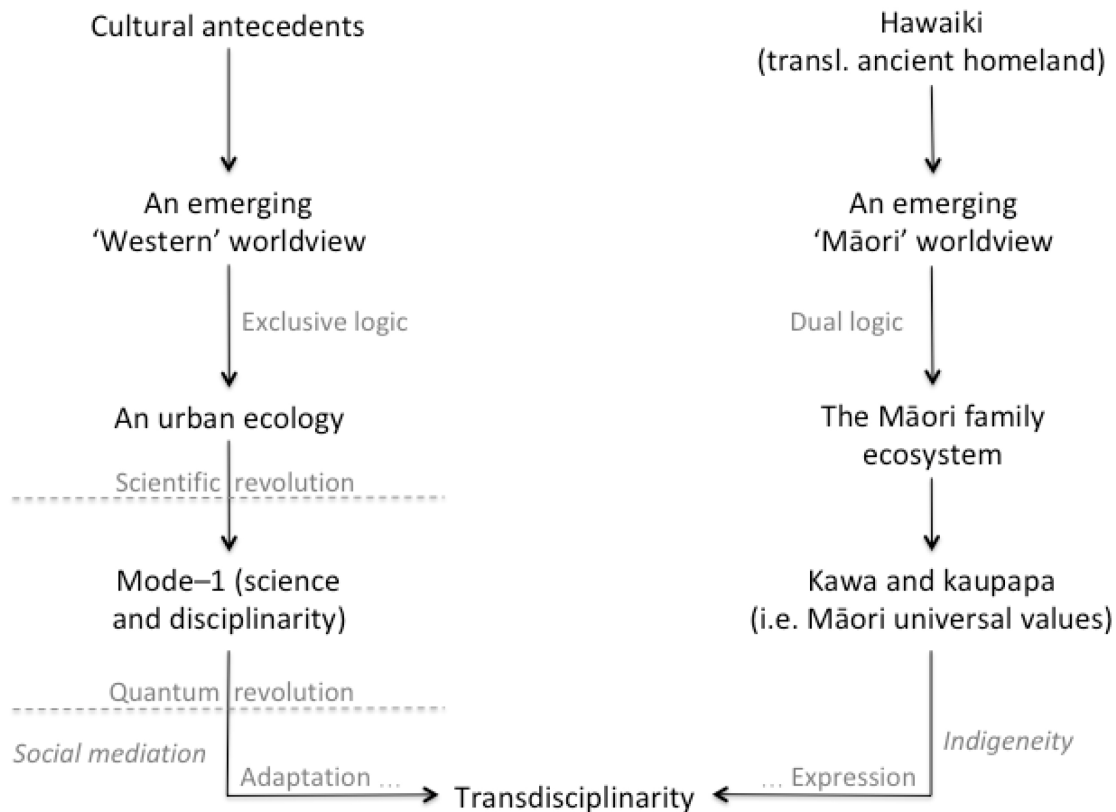 Cultural antecedents
Hawaiki
(transl. ancient homeland)
An emerging
‘Western’ worldview
An emerging
‘Māori’ worldview
Exclusive logic
Dual logic
An urban ecology
The Māori family
ecosystem
Scientific revolution
Mode–1 (science
and disciplinarity)
Kawa and kaupapa
(i.e. Māori universal values)
Quantum revolution
Social mediation
Indigeneity
Adaptation ...
... Expression
Transdisciplinarity